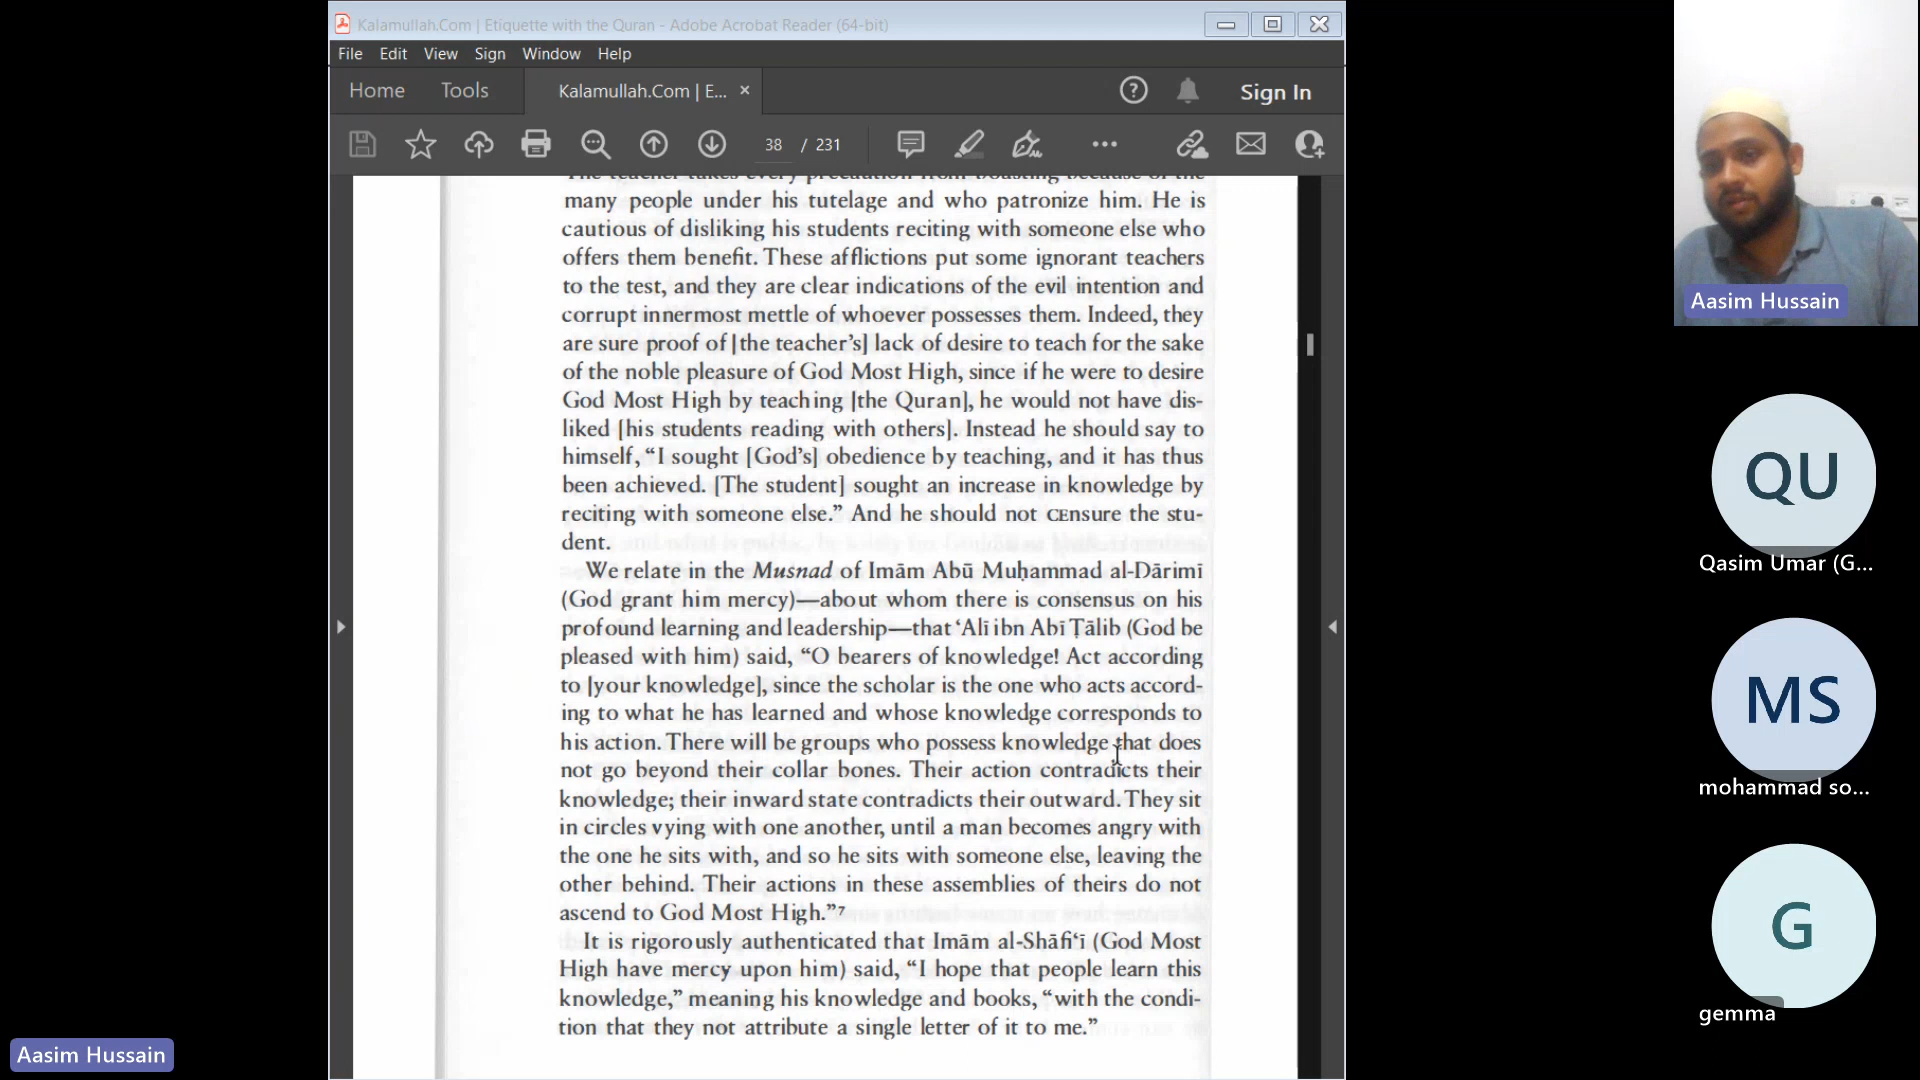 Kalamullah.Com | Etiquette with the Quran - Adobe Acrobat Reader (64-bit)
File Edit View Sign Window Help
Home Tools Kalamullah.Com | E... × Sign In
38 / 231
The teacher takes every precaution from boasting because of the
many people under his tutelage and who patronize him. He is
cautious of disliking his students reciting with someone else who
offers them benefit. These afflictions put some ignorant teachers
to the test, and they are clear indications of the evil intention and
corrupt innermost mettle of whoever possesses them. Indeed, they
are sure proof of [the teacher's] lack of desire to teach for the sake
of the noble pleasure of God Most High, since if he were to desire
God Most High by teaching [the Quran], he would not have dis-
liked [his students reading with others]. Instead he should say to
himself, “I sought [God's] obedience by teaching, and it has thus
been achieved. [The student] sought an increase in knowledge by
reciting with someone else.” And he should not CEnsure the stu-
dent.
We relate in the Musnad of Imām Abū Muḥammad al-Dārimī
(God grant him mercy)—about whom there is consensus on his
profound learning and leadership—that ʿAlī ibn Abī Ṭālib (God be
pleased with him) said, “O bearers of knowledge! Act according
to [your knowledge], since the scholar is the one who acts accord-
ing to what he has learned and whose knowledge corresponds to
his action. There will be groups who possess knowledge that does
not go beyond their collar bones. Their action contradicts their
knowledge; their inward state contradicts their outward. They sit
in circles vying with one another, until a man becomes angry with
the one he sits with, and so he sits with someone else, leaving the
other behind. Their actions in these assemblies of theirs do not
ascend to God Most High.”7
It is rigorously authenticated that Imām al-Shāfiʿī (God Most
High have mercy upon him) said, “I hope that people learn this
knowledge,” meaning his knowledge and books, “with the condi-
tion that they not attribute a single letter of it to me.”
Aasim Hussain
QU
Qasim Umar (G...
MS
mohammad so...
G
gemma
Aasim Hussain